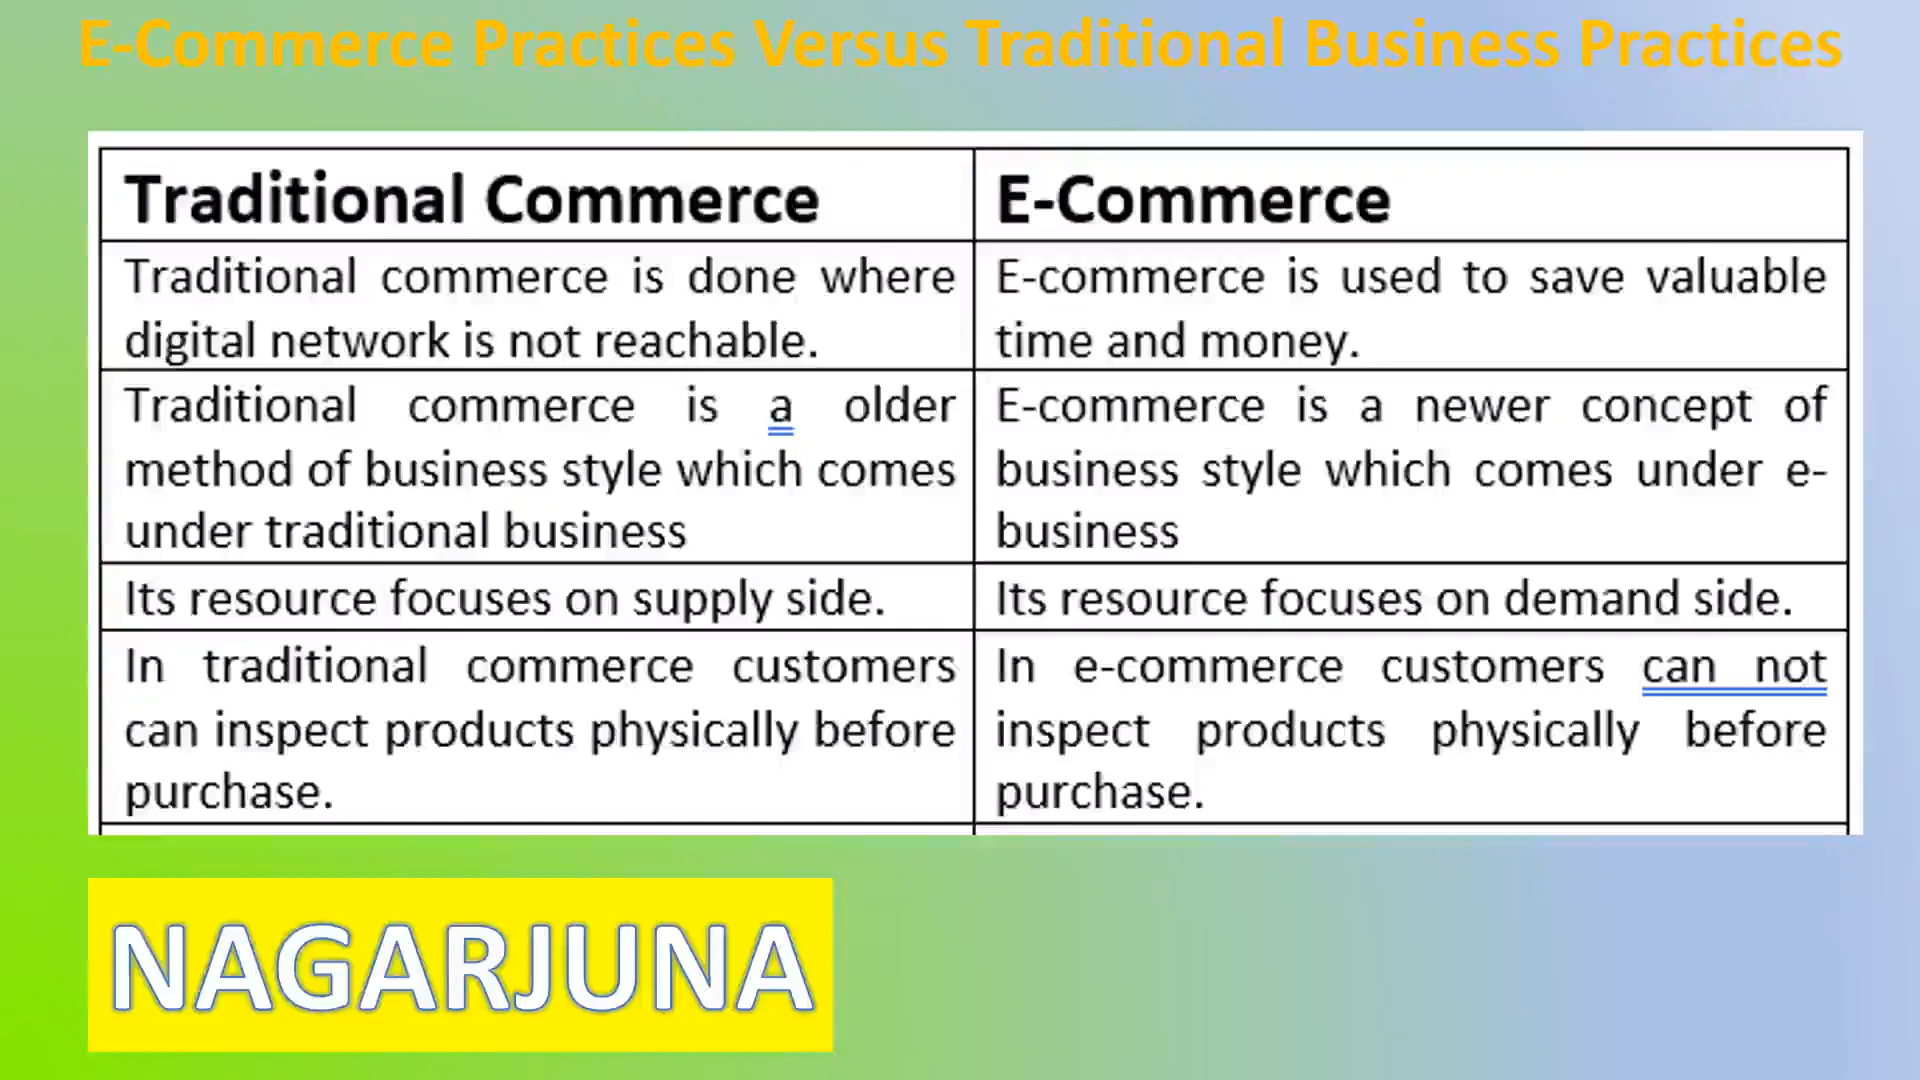 E-Commerce Practices Versus Traditional Business Practices
Traditional Commerce
E-Commerce
Traditional commerce is done where
digital network is not reachable.
E-commerce is used to save valuable
time and money.
Traditional commerce is a older
method of business style which comes
under traditional business
E-commerce is a newer concept of
business style which comes under e-
business
Its resource focuses on supply side.
Its resource focuses on demand side.
In traditional commerce customers
can inspect products physically before
purchase.
In e-commerce customers can not
inspect products physically before
purchase.
NAGARJUNA